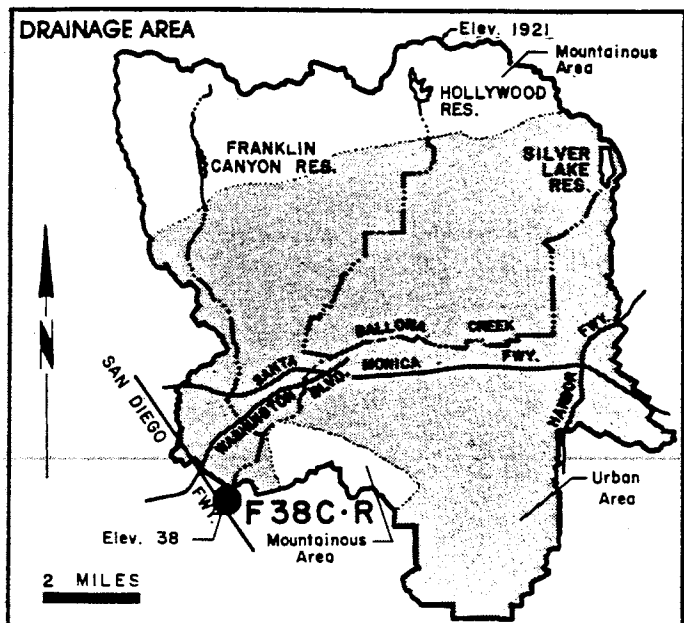 DRAINAGE AREA
Elev. 1921
Mountainous
Area
HOLLYWOOD
RES.
FRANKLIN
CANYON RES.
SILVER
LAKE
RES.
BALLONA CREEK
SANTA MONICA FWY.
WASHINGTON BLVD.
HARBOR FWY.
SAN DIEGO FWY.
N
Urban
Area
F38C-R
Elev. 38
Mountainous
Area
2 MILES